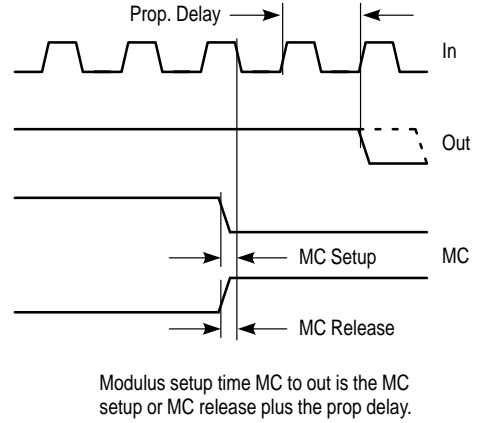 Prop. Delay
In
Out
MC Setup
MC
MC Release
Modulus setup time MC to out is the MC
setup or MC release plus the prop delay.